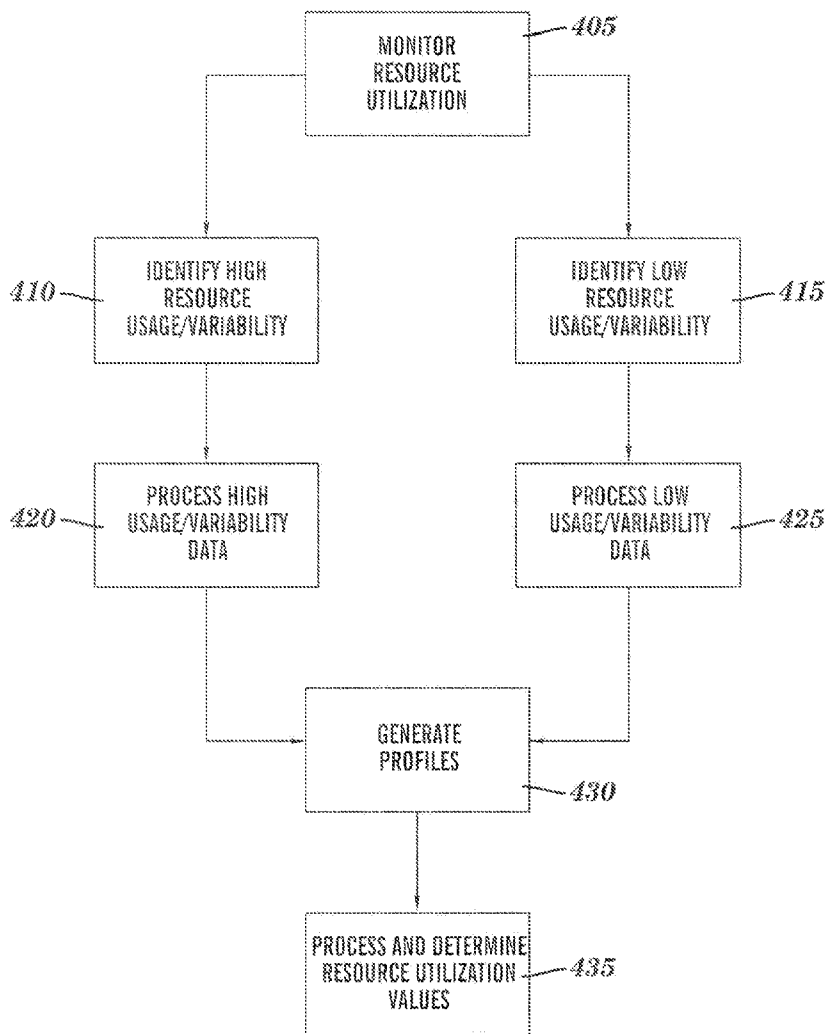 MONITOR
RESOURCE
UTILIZATION
405
IDENTIFY HIGH
RESOURCE
USAGE/VARIABILITY
410
IDENTIFY LOW
RESOURCE
USAGE/VARIABILITY
415
PROCESS HIGH
USAGE/VARIABILITY
DATA
420
PROCESS LOW
USAGE/VARIABILITY
DATA
425
GENERATE
PROFILES
430
PROCESS AND DETERMINE
RESOURCE UTILIZATION
VALUES
435